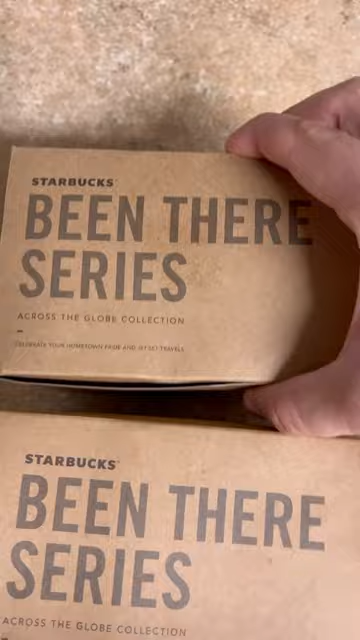 STARBUCKS
BEEN THERE
SERIES
ACROSS THE GLOBE COLLECTION
CELEBRATE YOUR HOMETOWN PRIDE AND JET-SET TRAVELS
STARBUCKS
BEEN THERE
SERIES
ACROSS THE GLOBE COLLECTION